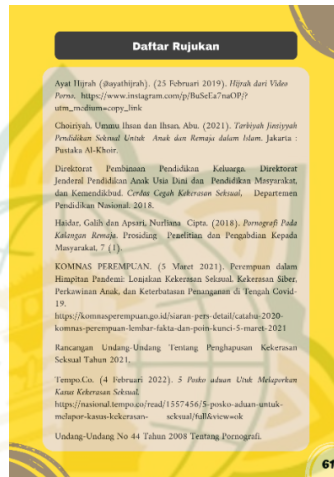 Daftar Rujukan
Ayat Hijrah (@ayathijrah). (25 Februari 2019). Hijrah dari Video
Porno, https://www.instagram.com/p/BuSeEa7naOP/?
utm_medium=copy_link
Choiriyah, Ummu Ihsan dan Ihsan, Abu. (2021). Tarbiyah Jinsiyyah
Pendidikan Seksual Untuk Anak dan Remaja dalam Islam. Jakarta :
Pustaka Al-Khoir.
Direktorat Pembinaan Pendidikan Keluarga, Direktorat
Jenderal Pendidikan Anak Usia Dini dan Pendidikan Masyarakat,
dan Kemendikbud. Cerdas Cegah Kekerasan Seksual, Departemen
Pendidikan Nasional: 2018.
Haidar, Galih dan Apsari, Nurliana Cipta. (2018). Pornografi Pada
Kalangan Remaja. Prosiding Penelitian dan Pengabdian Kepada
Masyarakat, 7 (1).
KOMNAS PEREMPUAN. (5 Maret 2021). Perempuan dalam
Himpitan Pandemi: Lonjakan Kekerasan Seksual, Kekerasan Siber,
Perkawinan Anak, dan Keterbatasan Penanganan di Tengah Covid-
19.
https://komnasperempuan.go.id/siaran-pers-detail/catahu-2020-
komnas-perempuan-lembar-fakta-dan-poin-kunci-5-maret-2021
Rancangan Undang-Undang Tentang Penghapusan Kekerasan
Seksual Tahun 2021,
Tempo.Co. (4 Februari 2022). 5 Posko aduan Utuk Melaporkan
Kasus Kekerasan Seksual,
https://nasional.tempo.co/read/1557456/5-posko-aduan-untuk-
melapor-kasus-kekerasan- seksual/full&view=ok
Undang-Undang No 44 Tahun 2008 Tentang Pornografi.
61